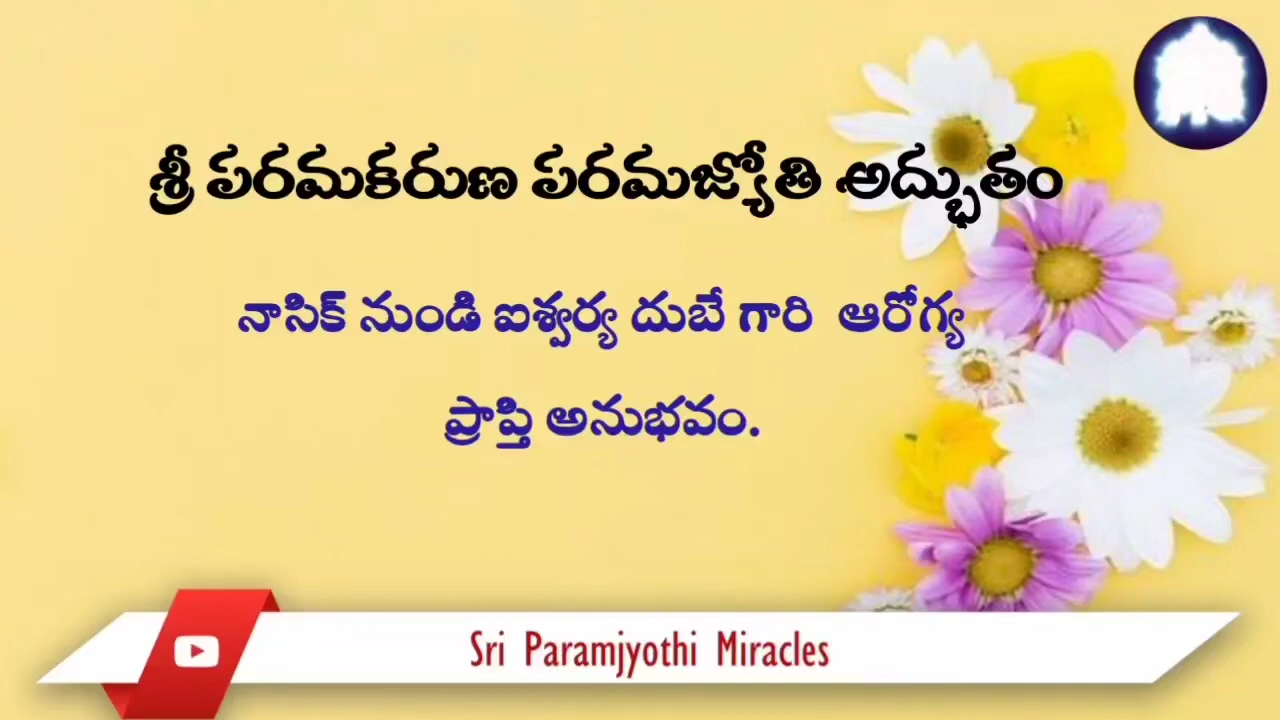 శ్రీ పరమకరుణ పరమజ్యోతి అద్భుతం
నాసిక్ నుండి ఐశ్వర్య దుబే గారి ఆరోగ్య
ప్రాప్తి అనుభవం.
Sri Paramjyothi Miracles